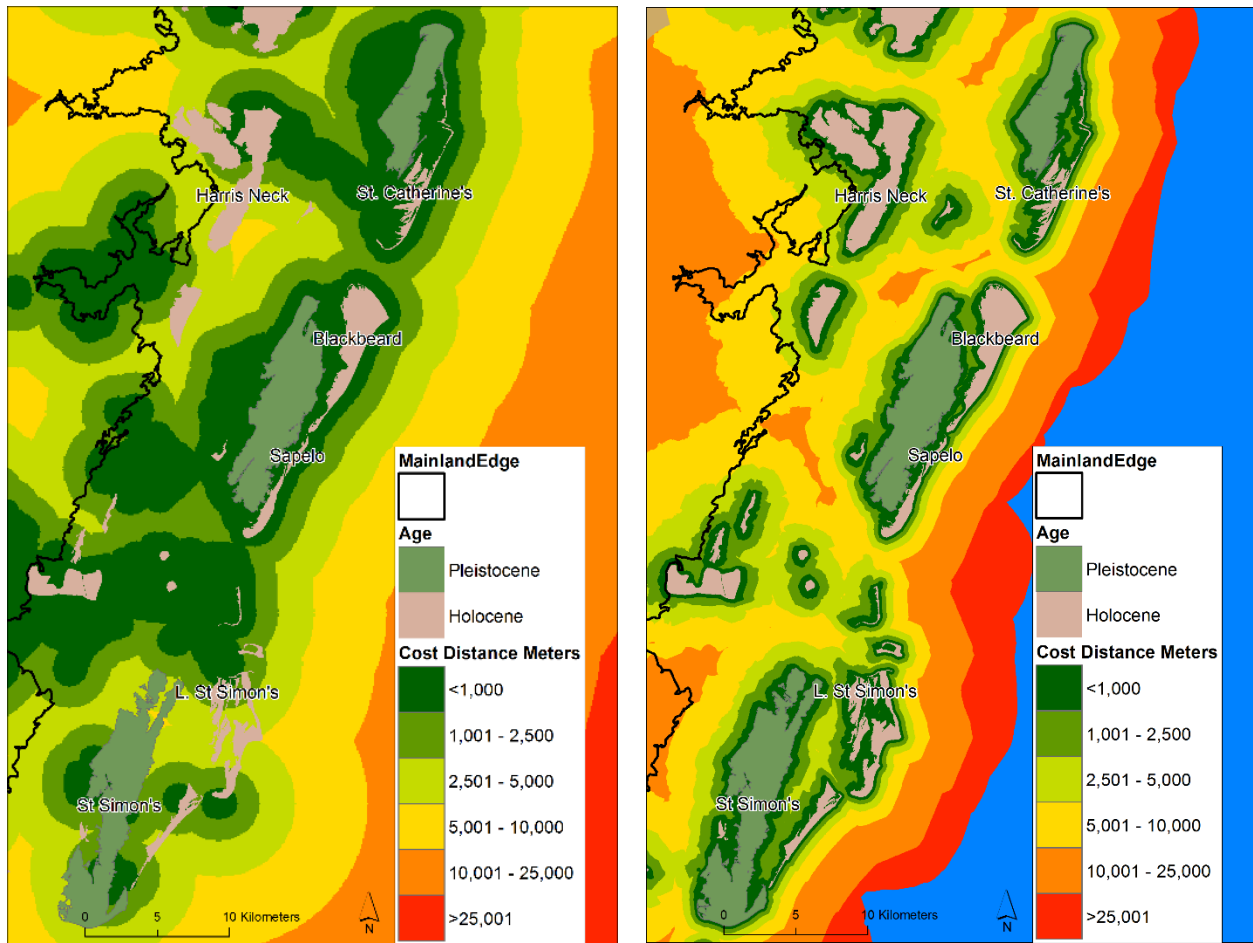 Harris Neck
St. Catherine's
Blackbeard
Sapelo
L. St Simon's
St Simon's
0 5 10 Kilometers
N
MainlandEdge
Age
Pleistocene
Holocene
Cost Distance Meters
<1,000
1,001 - 2,500
2,501 - 5,000
5,001 - 10,000
10,001 - 25,000
>25,001
Harris Neck
St. Catherine's
Blackbeard
Sapelo
L. St Simon's
St Simon's
0 5 10 Kilometers
N
MainlandEdge
Age
Pleistocene
Holocene
Cost Distance Meters
<1,000
1,001 - 2,500
2,501 - 5,000
5,001 - 10,000
10,001 - 25,000
>25,001